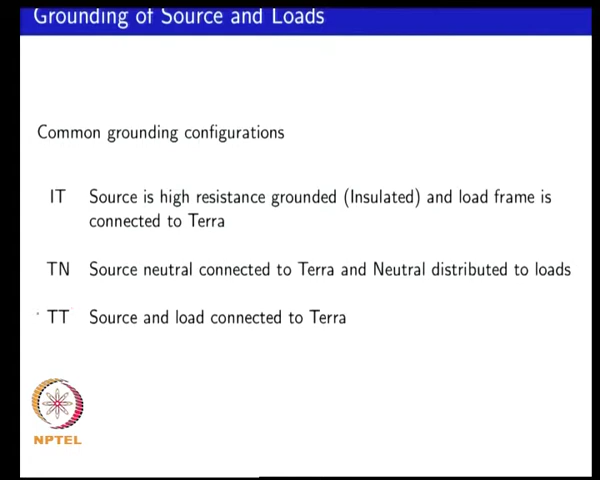 Grounding of Source and Loads
Common grounding configurations
IT Source is high resistance grounded (Insulated) and load frame is
connected to Terra
TN Source neutral connected to Terra and Neutral distributed to loads
TT Source and load connected to Terra
NPTEL